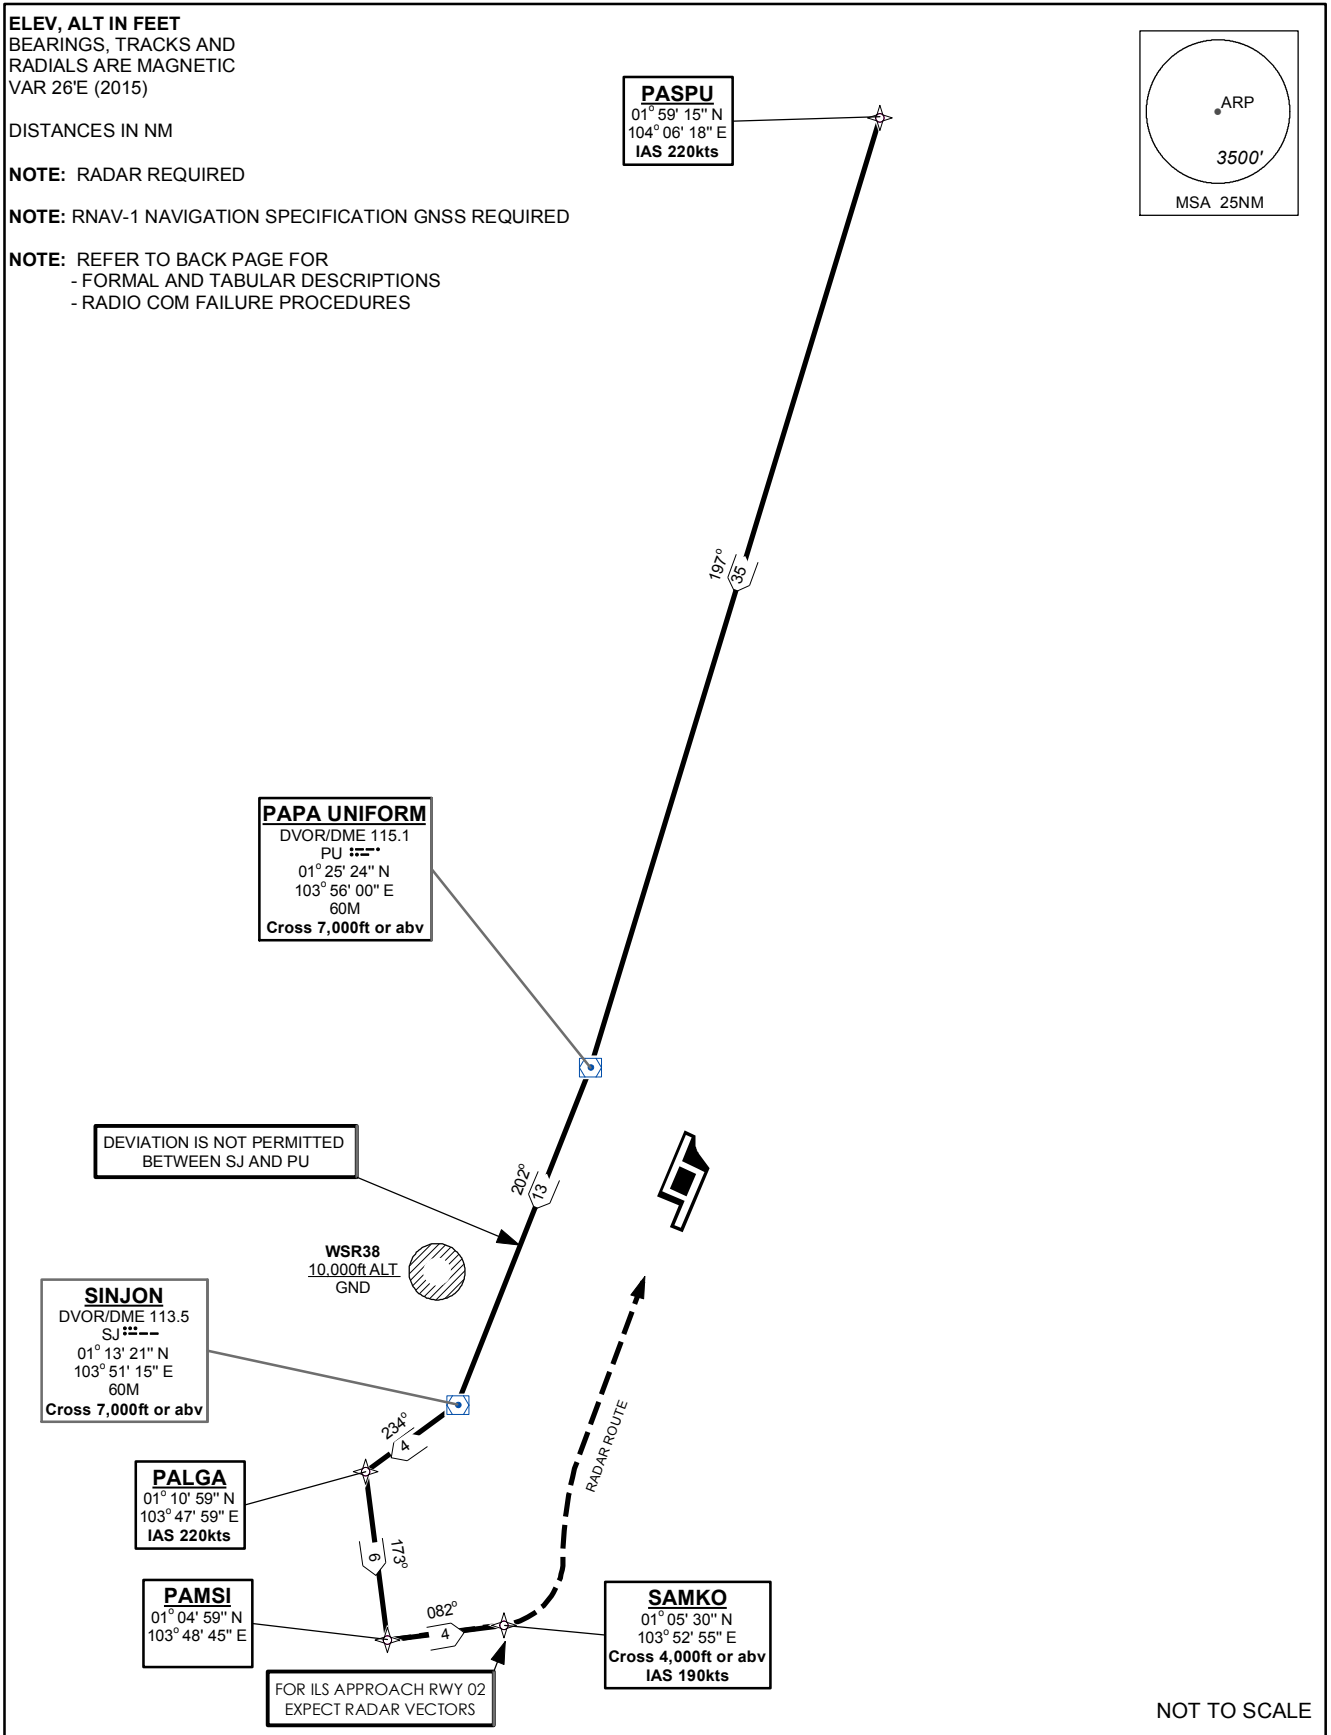 ELEV, ALT IN FEET
BEARINGS, TRACKS AND
RADIALS ARE MAGNETIC
VAR 26'E (2015)
DISTANCES IN NM
NOTE: RADAR REQUIRED
NOTE: RNAV-1 NAVIGATION SPECIFICATION GNSS REQUIRED
NOTE: REFER TO BACK PAGE FOR
- FORMAL AND TABULAR DESCRIPTIONS
- RADIO COM FAILURE PROCEDURES
PASPU
01° 59' 15" N
104° 06' 18" E
IAS 220kts
ARP
3500'
MSA 25NM
197°
35
PAPA UNIFORM
DVOR/DME 115.1
PU
01° 25' 24" N
103° 56' 00" E
60M
Cross 7,000ft or abv
DEVIATION IS NOT PERMITTED
BETWEEN SJ AND PU
202°
13
WSR38
10,000ft ALT
GND
SINJON
DVOR/DME 113.5
SJ
01° 13' 21" N
103° 51' 15" E
60M
Cross 7,000ft or abv
234°
4
RADAR ROUTE
PALGA
01° 10' 59" N
103° 47' 59" E
IAS 220kts
173°
6
PAMSI
01° 04' 59" N
103° 48' 45" E
082°
4
SAMKO
01° 05' 30" N
103° 52' 55" E
Cross 4,000ft or abv
IAS 190kts
FOR ILS APPROACH RWY 02
EXPECT RADAR VECTORS
NOT TO SCALE